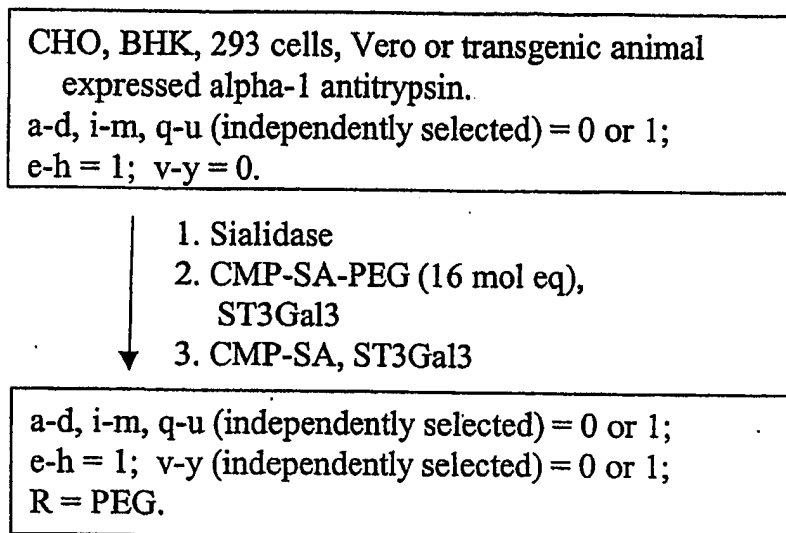 CHO, BHK, 293 cells, Vero or transgenic animal
expressed alpha-1 antitrypsin.
a-d, i-m, q-u (independently selected) = 0 or 1;
e-h = 1; v-y = 0.
1. Sialidase
2. CMP-SA-PEG (16 mol eq),
ST3Gal3
3. CMP-SA, ST3Gal3
a-d, i-m, q-u (independently selected) = 0 or 1;
e-h = 1; v-y (independently selected) = 0 or 1;
R = PEG.